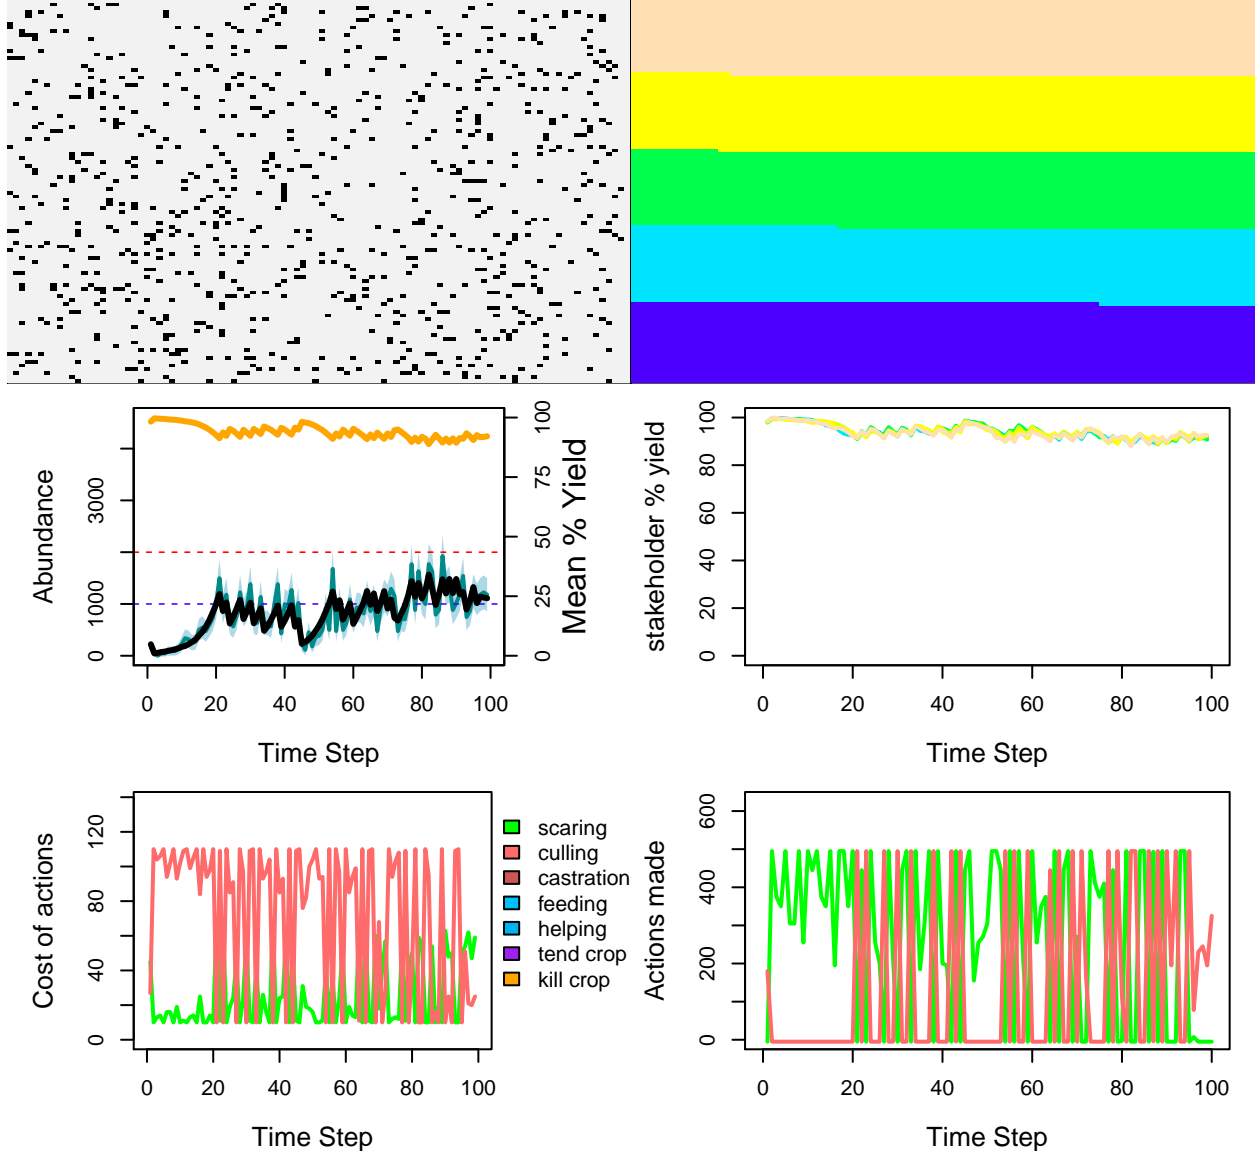 Abundance
0
1000
3000
0
25
50
75
100
Mean % Yield
0
20
40
60
80
100
Time Step
stakeholder % yield
0
20
40
60
80
100
0
20
40
60
80
100
Time Step
Cost of actions
0
40
80
120
0
20
40
60
80
100
Time Step
scaring
culling
castration
feeding
helping
tend crop
kill crop
Actions made
0
200
400
600
0
20
40
60
80
100
Time Step